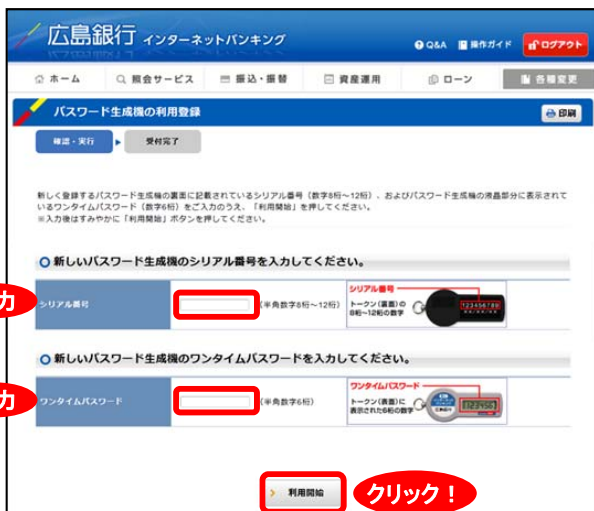 広島銀行 インターネットバンキング
Q&A 操作ガイド ログアウト
ホーム 照会サービス 振込・振替 資産運用 ローン 各種変更
パスワード生成機の利用登録 印刷
確認・実行 受付完了
新しく登録するパスワード生成機の裏面に記載されているシリアル番号（数字8桁～12桁）、およびパスワード生成機の液晶部分に表示されて
いるワンタイムパスワード（数字6桁）をご入力のうえ、「利用開始」を押してください。
※入力後はすみやかに「利用開始」ボタンを押してください。
新しいパスワード生成機のシリアル番号を入力してください。
力 シリアル番号 （半角数字8桁～12桁）
シリアル番号
トークン（裏面）の
8桁～12桁の数字
123456789
新しいパスワード生成機のワンタイムパスワードを入力してください。
力 ワンタイムパスワード （半角数字6桁）
ワンタイムパスワード
トークン（表面）に
表示された6桁の数字
123456
利用開始 クリック！